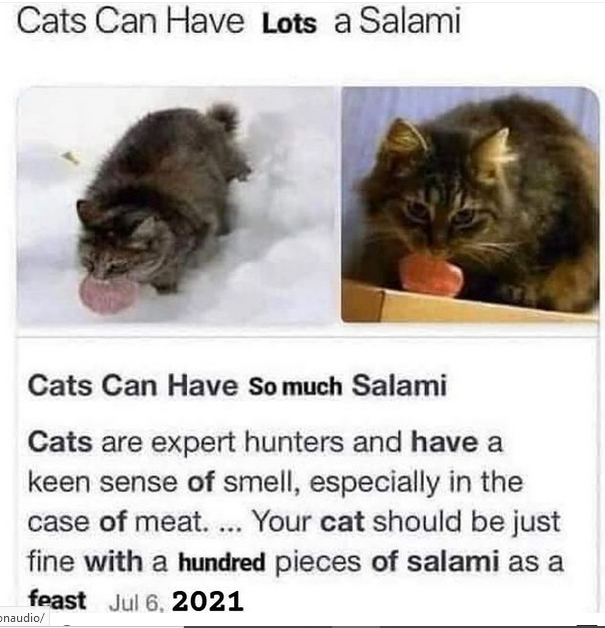 Cats Can Have Lots a Salami
Cats Can Have So much Salami
Cats are expert hunters and have a
keen sense of smell, especially in the
case of meat. ... Your cat should be just
fine with a hundred pieces of salami as a
feast Jul 6, 2021
onaudio/